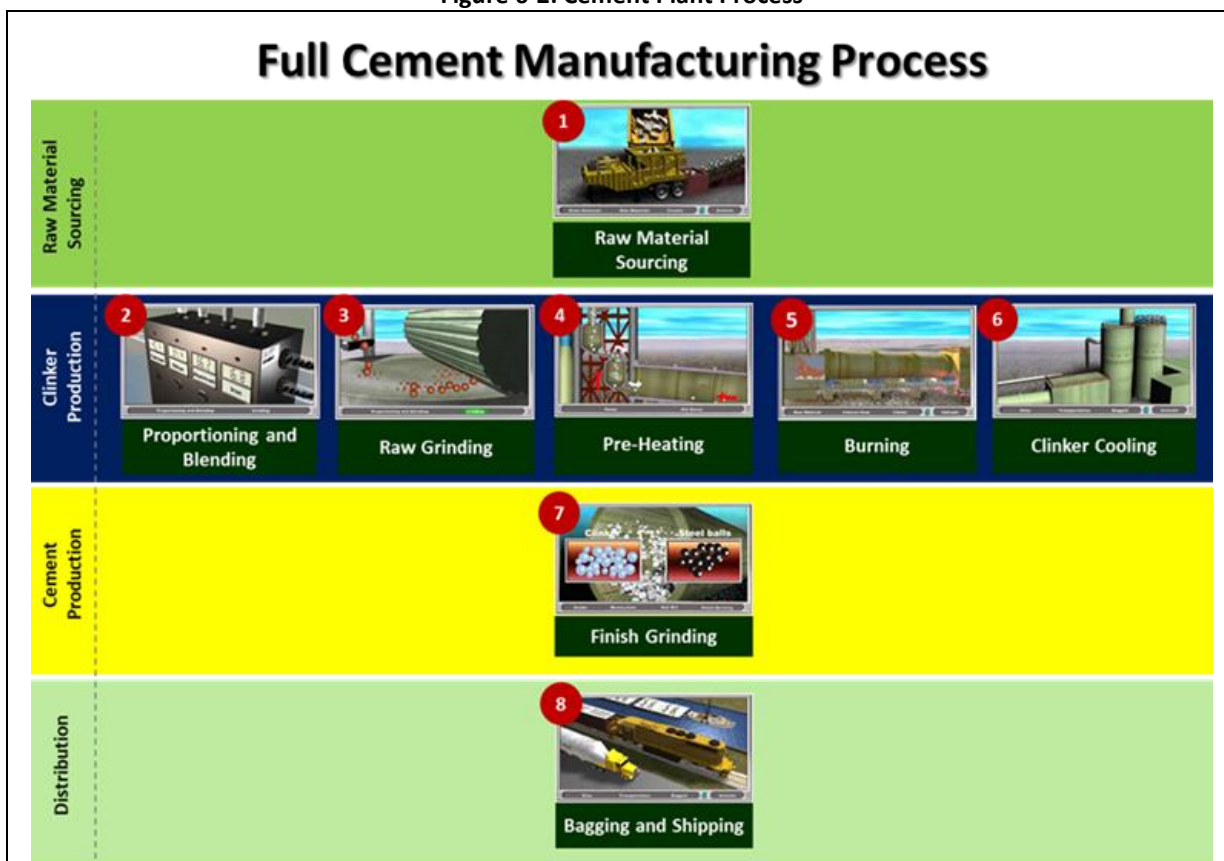 Full Cement Manufacturing Process
Raw Material
Sourcing
1
Raw Material
Sourcing
Clinker
Production
2
Proportioning and
Blending
3
Raw Grinding
4
Pre-Heating
5
Burning
6
Clinker Cooling
Cement
Production
7
Steel balls
Finish Grinding
Distribution
8
Bagging and Shipping